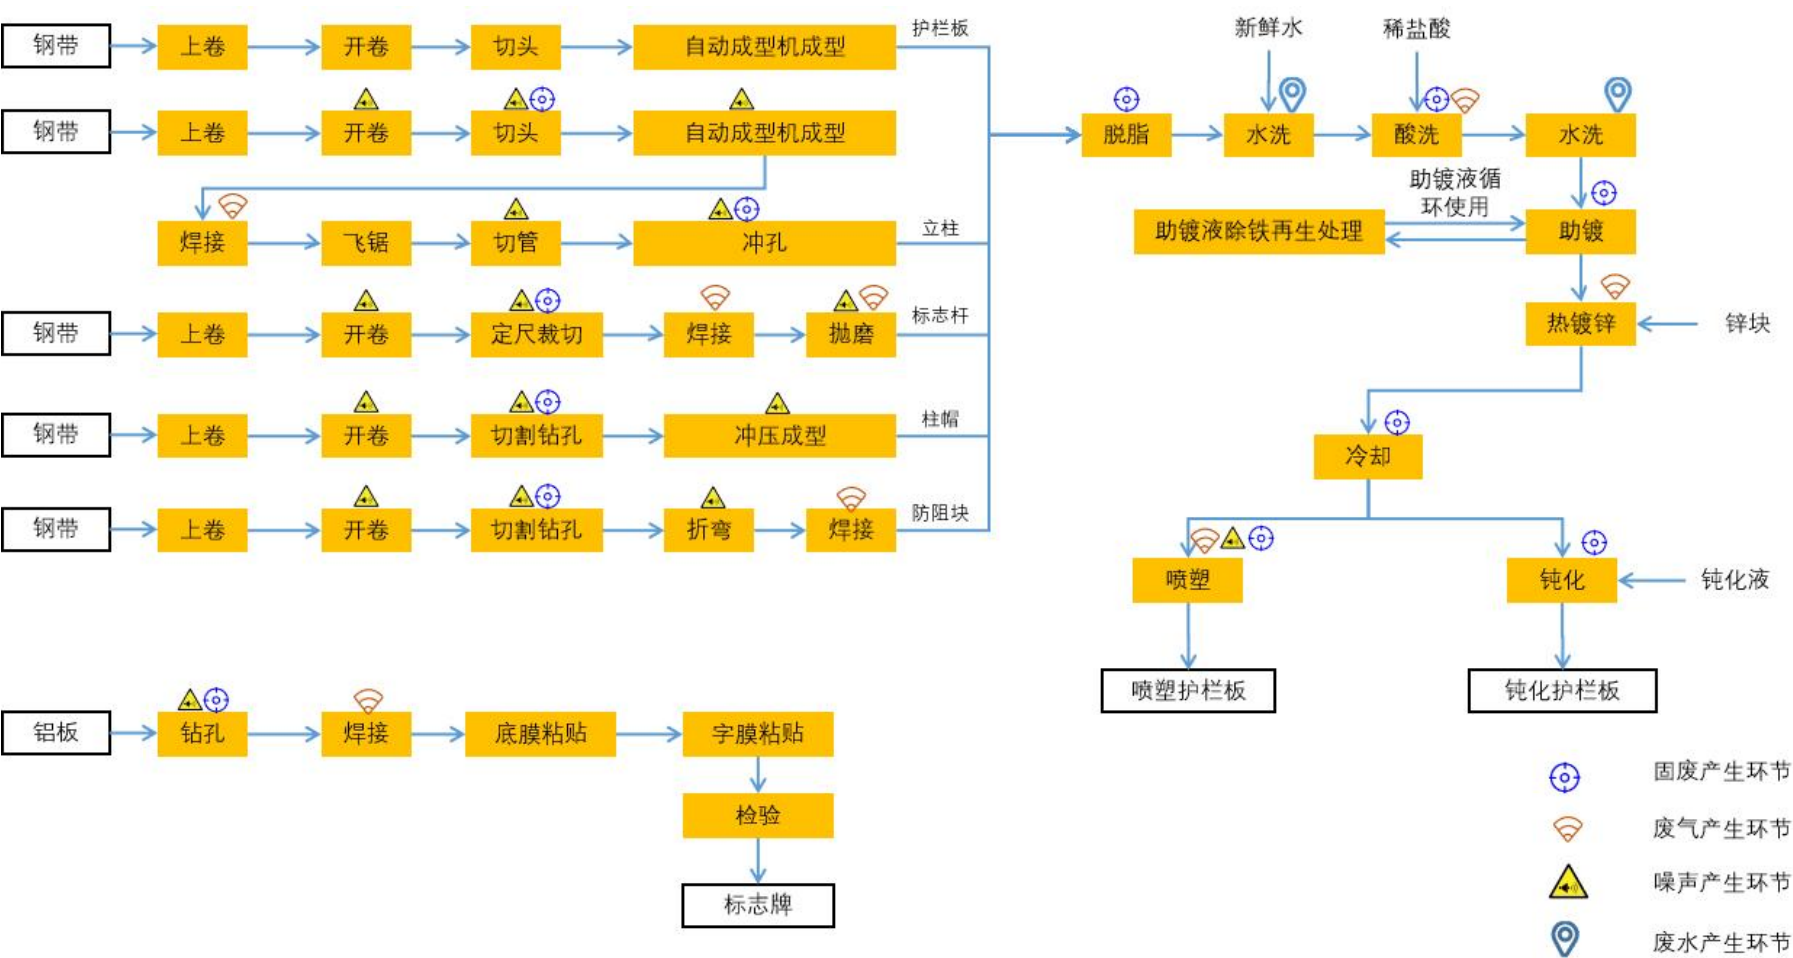 钢带
上卷
开卷
切头
自动成型机成型
护栏板
钢带
上卷
开卷
切头
自动成型机成型
焊接
飞锯
切管
冲孔
立柱
钢带
上卷
开卷
定尺裁切
焊接
抛磨
标志杆
钢带
上卷
开卷
切割钻孔
冲压成型
柱帽
钢带
上卷
开卷
切割钻孔
折弯
焊接
防阻块
新鲜水
稀盐酸
脱脂
水洗
酸洗
水洗
助镀液循
环使用
助镀液除铁再生处理
助镀
热镀锌
锌块
冷却
喷塑
钝化
钝化液
喷塑护栏板
钝化护栏板
铝板
钻孔
焊接
底膜粘贴
字膜粘贴
检验
标志牌
固废产生环节
废气产生环节
噪声产生环节
废水产生环节